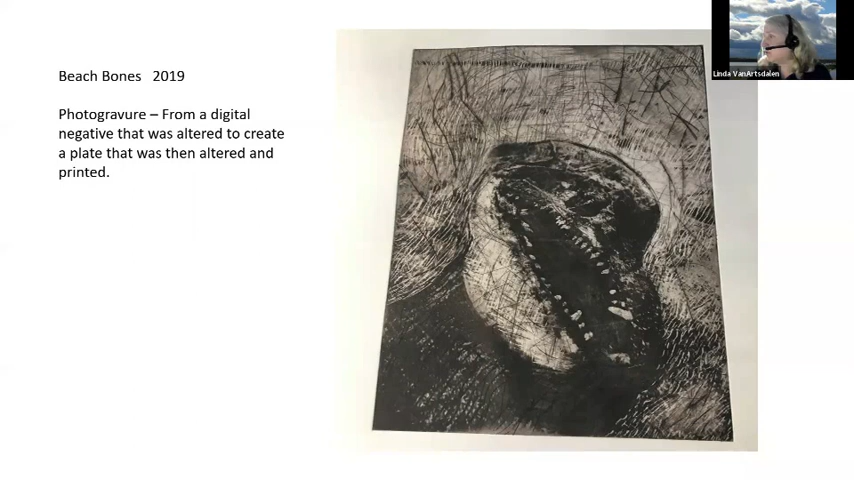 Beach Bones 2019
Photogravure – From a digital
negative that was altered to create
a plate that was then altered and
printed.
Linda VanArtsdalen